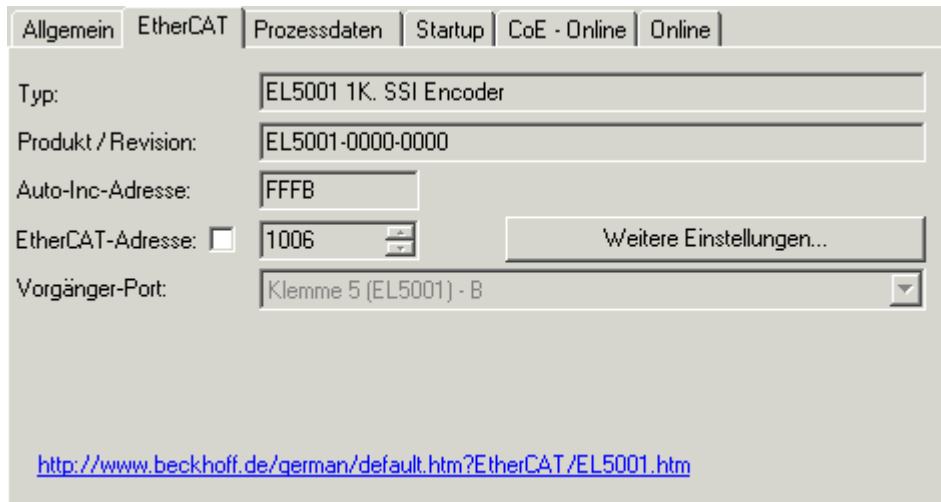 Allgemein EtherCAT Prozessdaten Startup CoE - Online Online
Typ: EL5001 1K. SSI Encoder
Produkt / Revision: EL5001-0000-0000
Auto-Inc-Adresse: FFFB
EtherCAT-Adresse: 1006 Weitere Einstellungen...
Vorgänger-Port: Klemme 5 (EL5001) - B
http://www.beckhoff.de/german/default.htm?EtherCAT/EL5001.htm